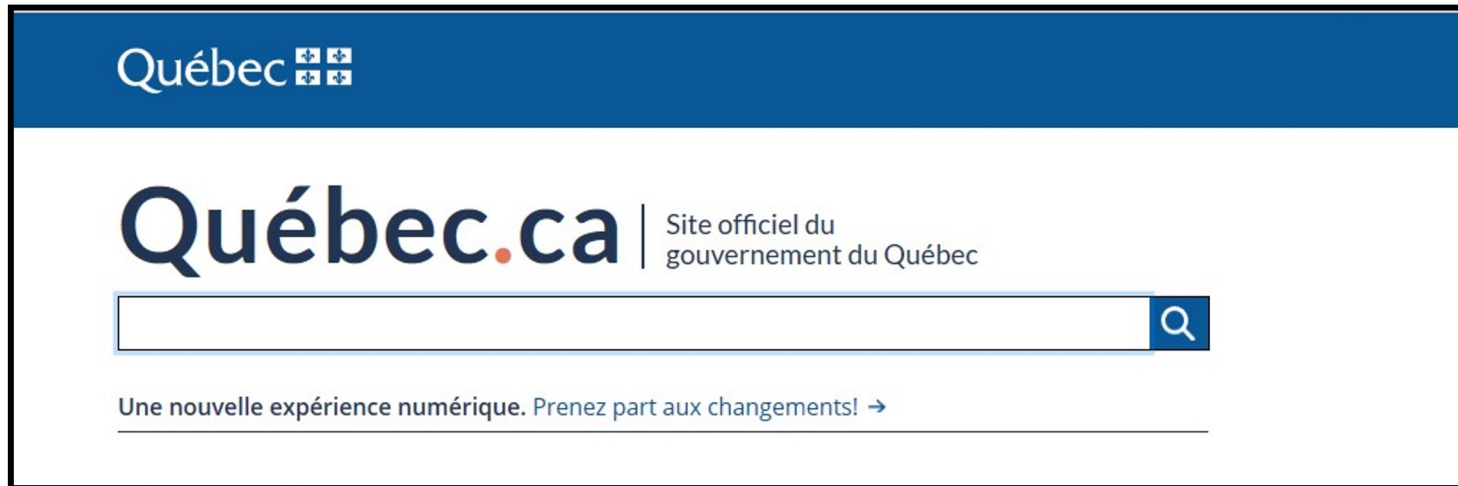 Québec
Québec.ca
Site officiel du
gouvernement du Québec
Une nouvelle expérience numérique. Prenez part aux changements! →